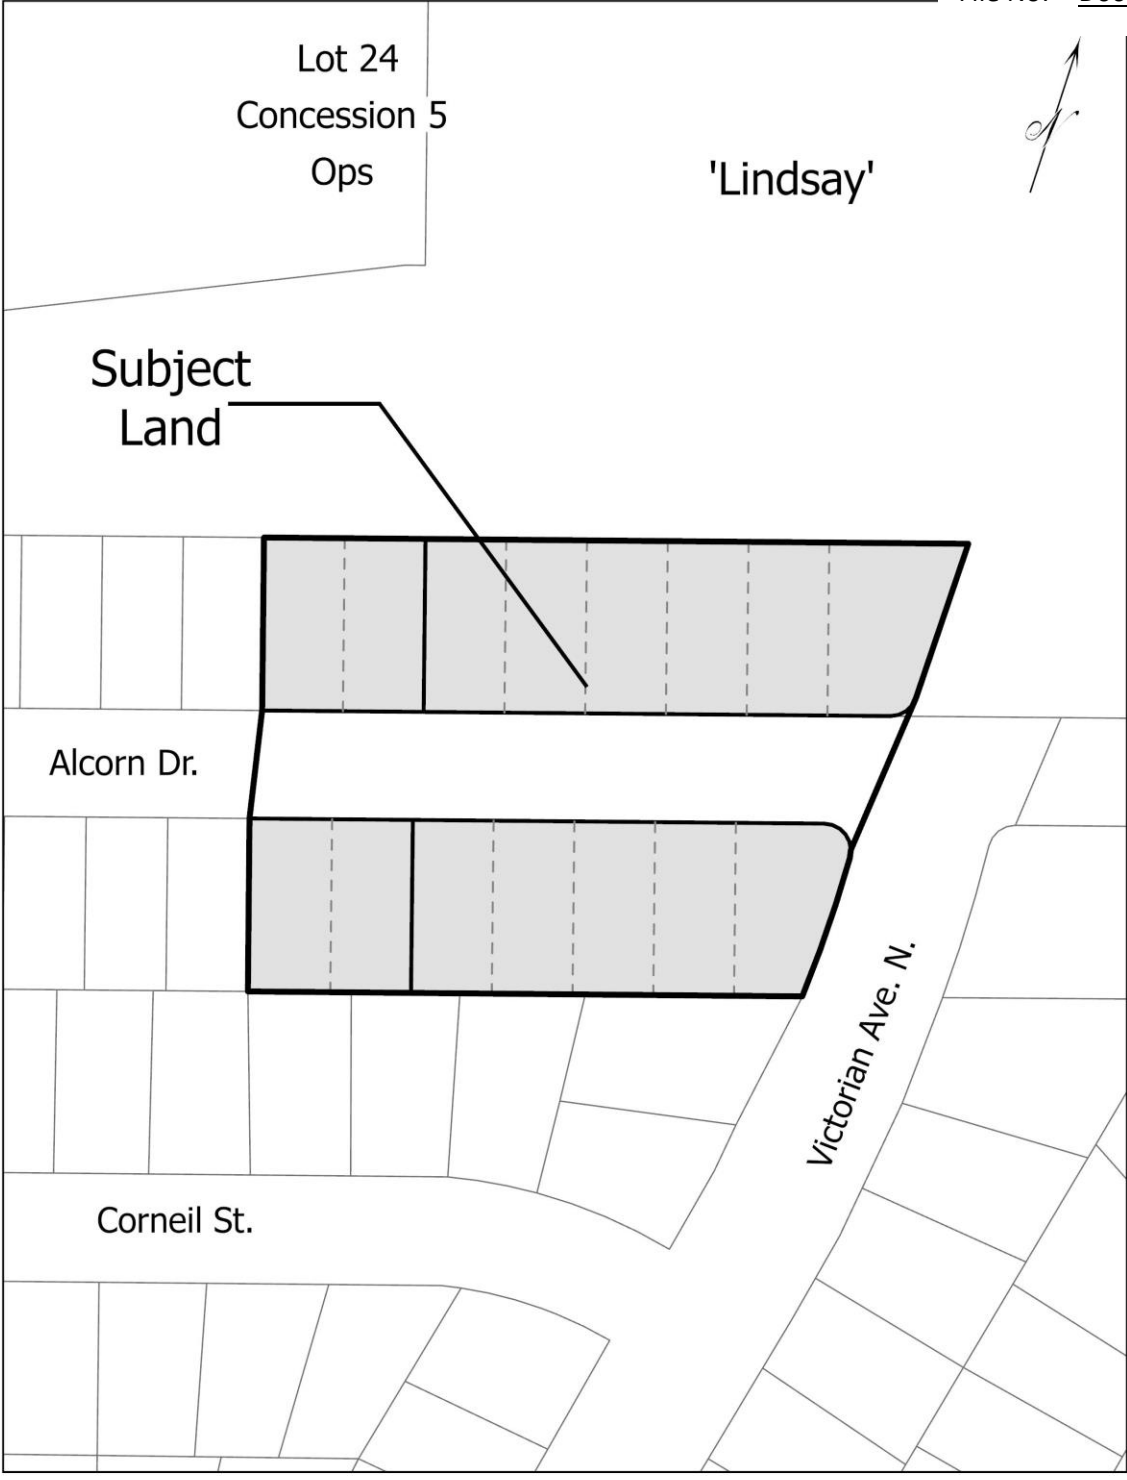 Lot 24
Concession 5
Ops
'Lindsay'
Subject
Land
Alcorn Dr.
Victorian Ave. N.
Corneil St.